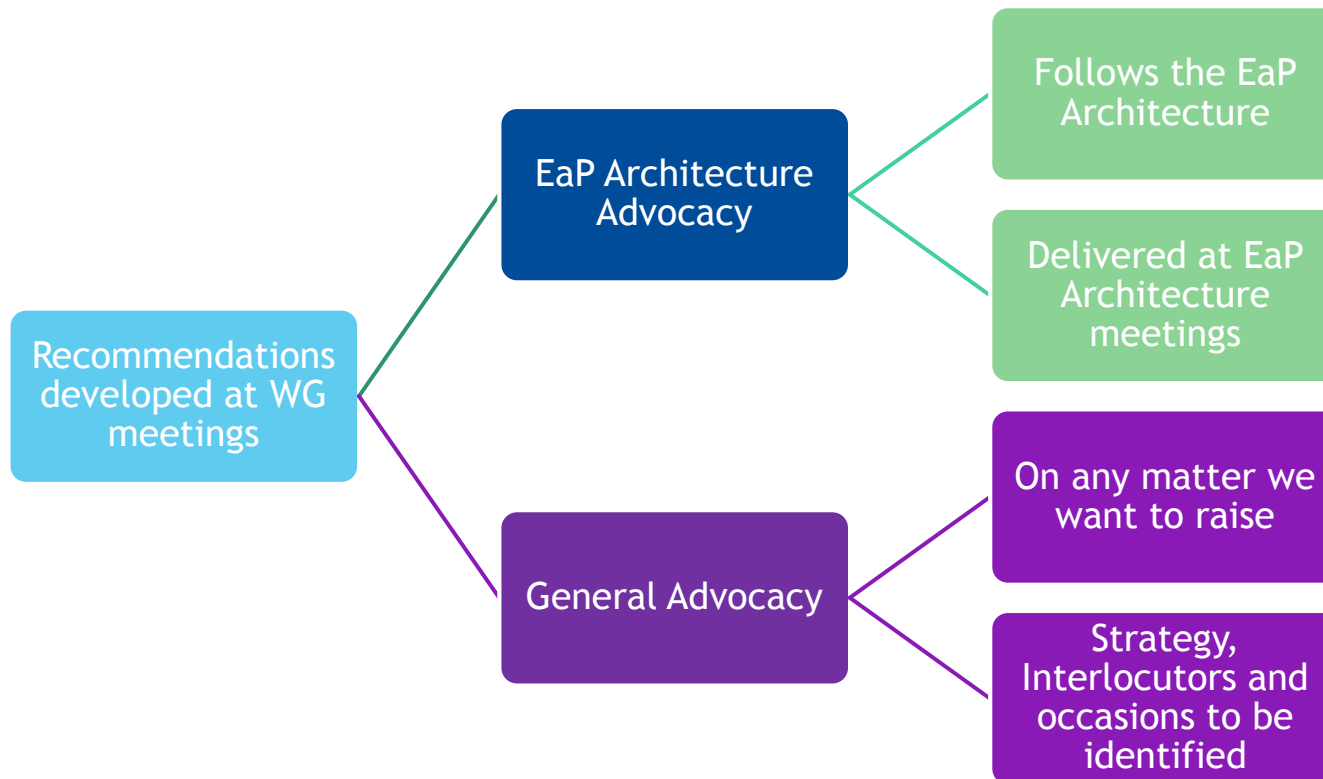 Recommendations
developed at WG
meetings
EaP Architecture
Advocacy
Follows the EaP
Architecture
Delivered at EaP
Architecture
meetings
General Advocacy
On any matter we
want to raise
Strategy,
Interlocutors and
occasions to be
identified